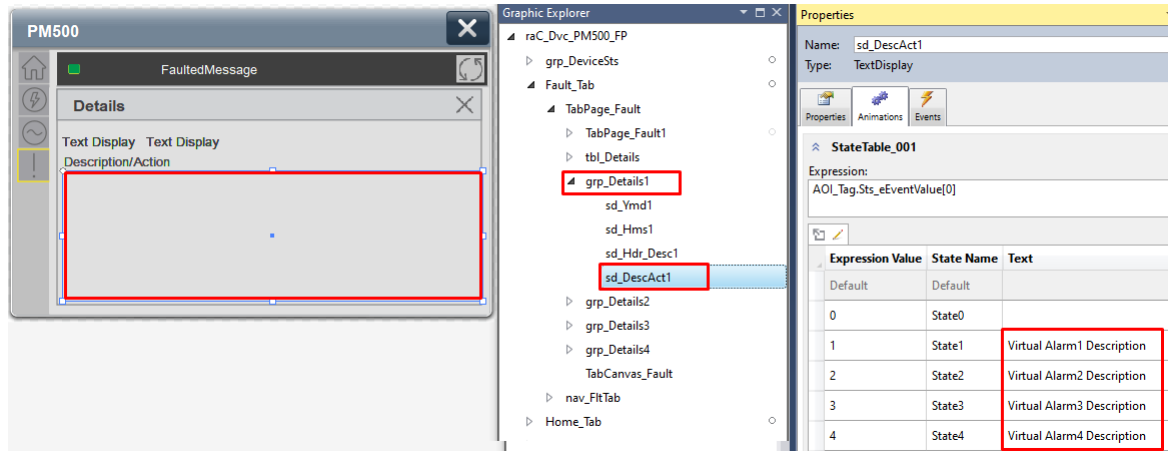 PM500
FaultedMessage
Details
Text Display Text Display
Description/Action
Graphic Explorer
raC_Dvc_PM500_FP
grp_DeviceSts
Fault_Tab
TabPage_Fault
TabPage_Fault1
tbl_Details
grp_Details1
sd_Ymd1
sd_Hms1
sd_Hdr_Desc1
sd_DescAct1
grp_Details2
grp_Details3
grp_Details4
TabCanvas_Fault
nav_FltTab
Home_Tab
Properties
Name: sd_DescAct1
Type: TextDisplay
Properties Animations Events
StateTable_001
Expression:
AOI_Tag.Sts_eEventValue[0]
Expression Value State Name Text
Default Default
0 State0
1 State1 Virtual Alarm1 Description
2 State2 Virtual Alarm2 Description
3 State3 Virtual Alarm3 Description
4 State4 Virtual Alarm4 Description